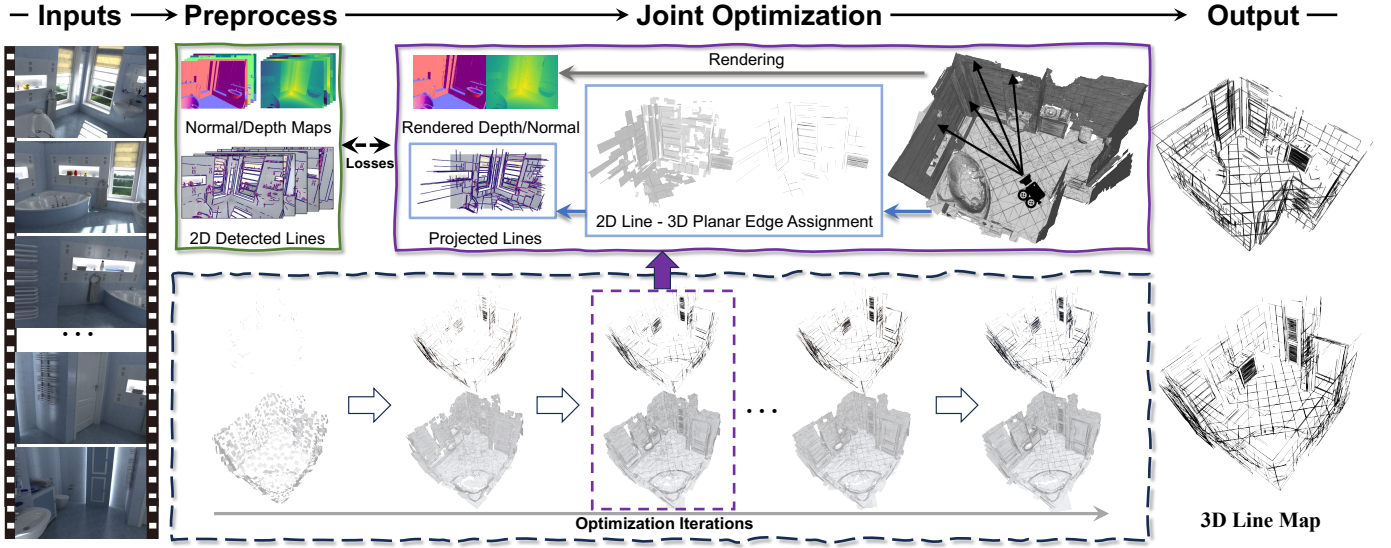 Inputs
Preprocess
Joint Optimization
Output
Rendering
Normal/Depth Maps
Rendered Depth/Normal
Losses
2D Line - 3D Planar Edge Assignment
2D Detected Lines
Projected Lines
. . .
. . .
Optimization Iterations
3D Line Map